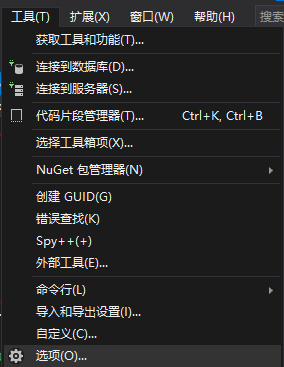 工具(T) 扩展(X) 窗口(W) 帮助(H) 搜索
获取工具和功能(T)...
连接到数据库(D)...
连接到服务器(S)...
代码片段管理器(T)... Ctrl+K, Ctrl+B
选择工具箱项(X)...
NuGet 包管理器(N)
创建 GUID(G)
错误查找(K)
Spy++(+)
外部工具(E)...
命令行(L)
导入和导出设置(I)...
自定义(C)...
选项(O)...